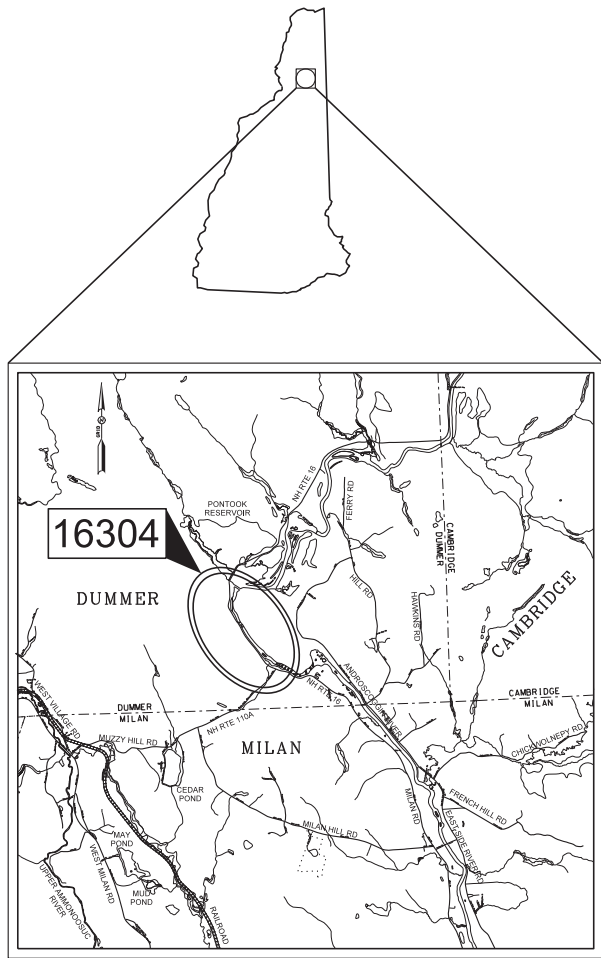 GRID
N
NH RTE 16
FERRY RD
PONTOOK
RESERVOIR
16304
CAMBRIDGE
DUMMER
DUMMER
HILL RD
HAWKINS RD
CAMBRIDGE
WEST VILLAGE RD
DUMMER
MILAN
NH RTE 16
ANDROSCOGGIN RIVER
CAMBRIDGE
MILAN
MUZZY HILL RD
NH RTE 110A
MILAN
CHICKWOLNEPY RD
CEDAR
POND
FRENCH HILL RD
MILAN RD
EAST SIDE RIVER RD
MILAN HILL RD
MAY
POND
WEST MILAN RD
MUD
POND
UPPER AMMONOOSUC
RIVER
RAILROAD